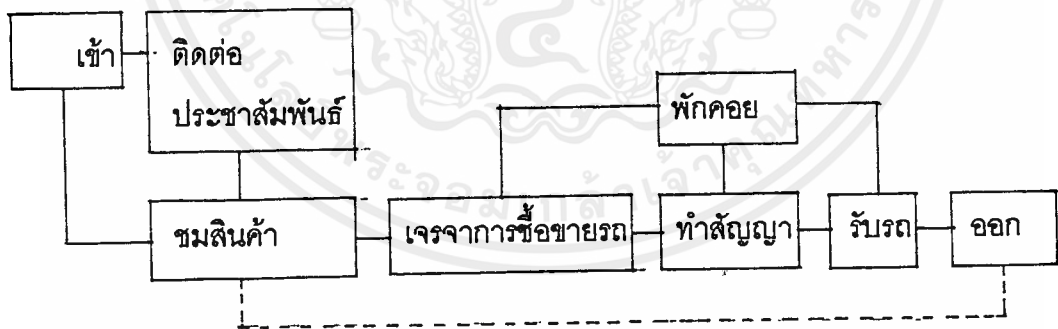 เข้า
ติดต่อ
ประชาสัมพันธ์
พักคอย
ชมสินค้า
เจรจาการซื้อขายรถ
ทำสัญญา
รับรถ
ออก